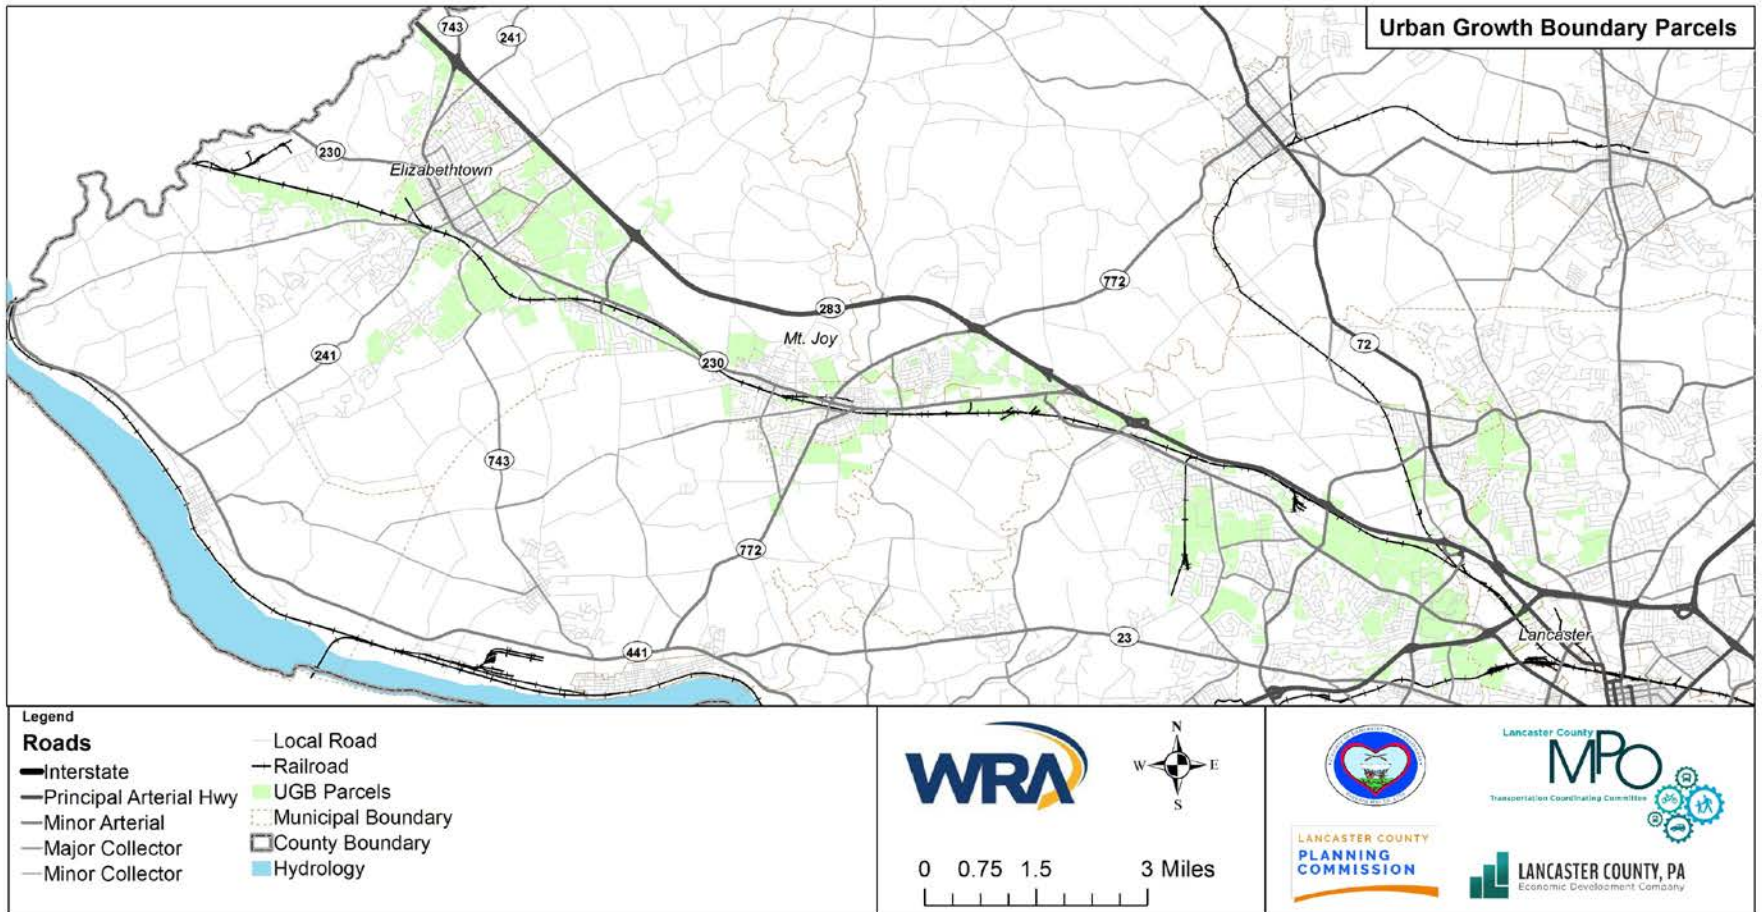 Urban Growth Boundary Parcels
743
241
230
Elizabethtown
772
283
Mt. Joy
72
241
230
743
772
23
441
Lancaster
Legend
Roads
Interstate
Principal Arterial Hwy
Minor Arterial
Major Collector
Minor Collector
Local Road
Railroad
UGB Parcels
Municipal Boundary
County Boundary
Hydrology
WRA
N
W E
S
0 0.75 1.5 3 Miles
Lancaster County
MPO
Transportation Coordinating Committee
LANCASTER COUNTY
PLANNING
COMMISSION
LANCASTER COUNTY, PA
Economic Development Company